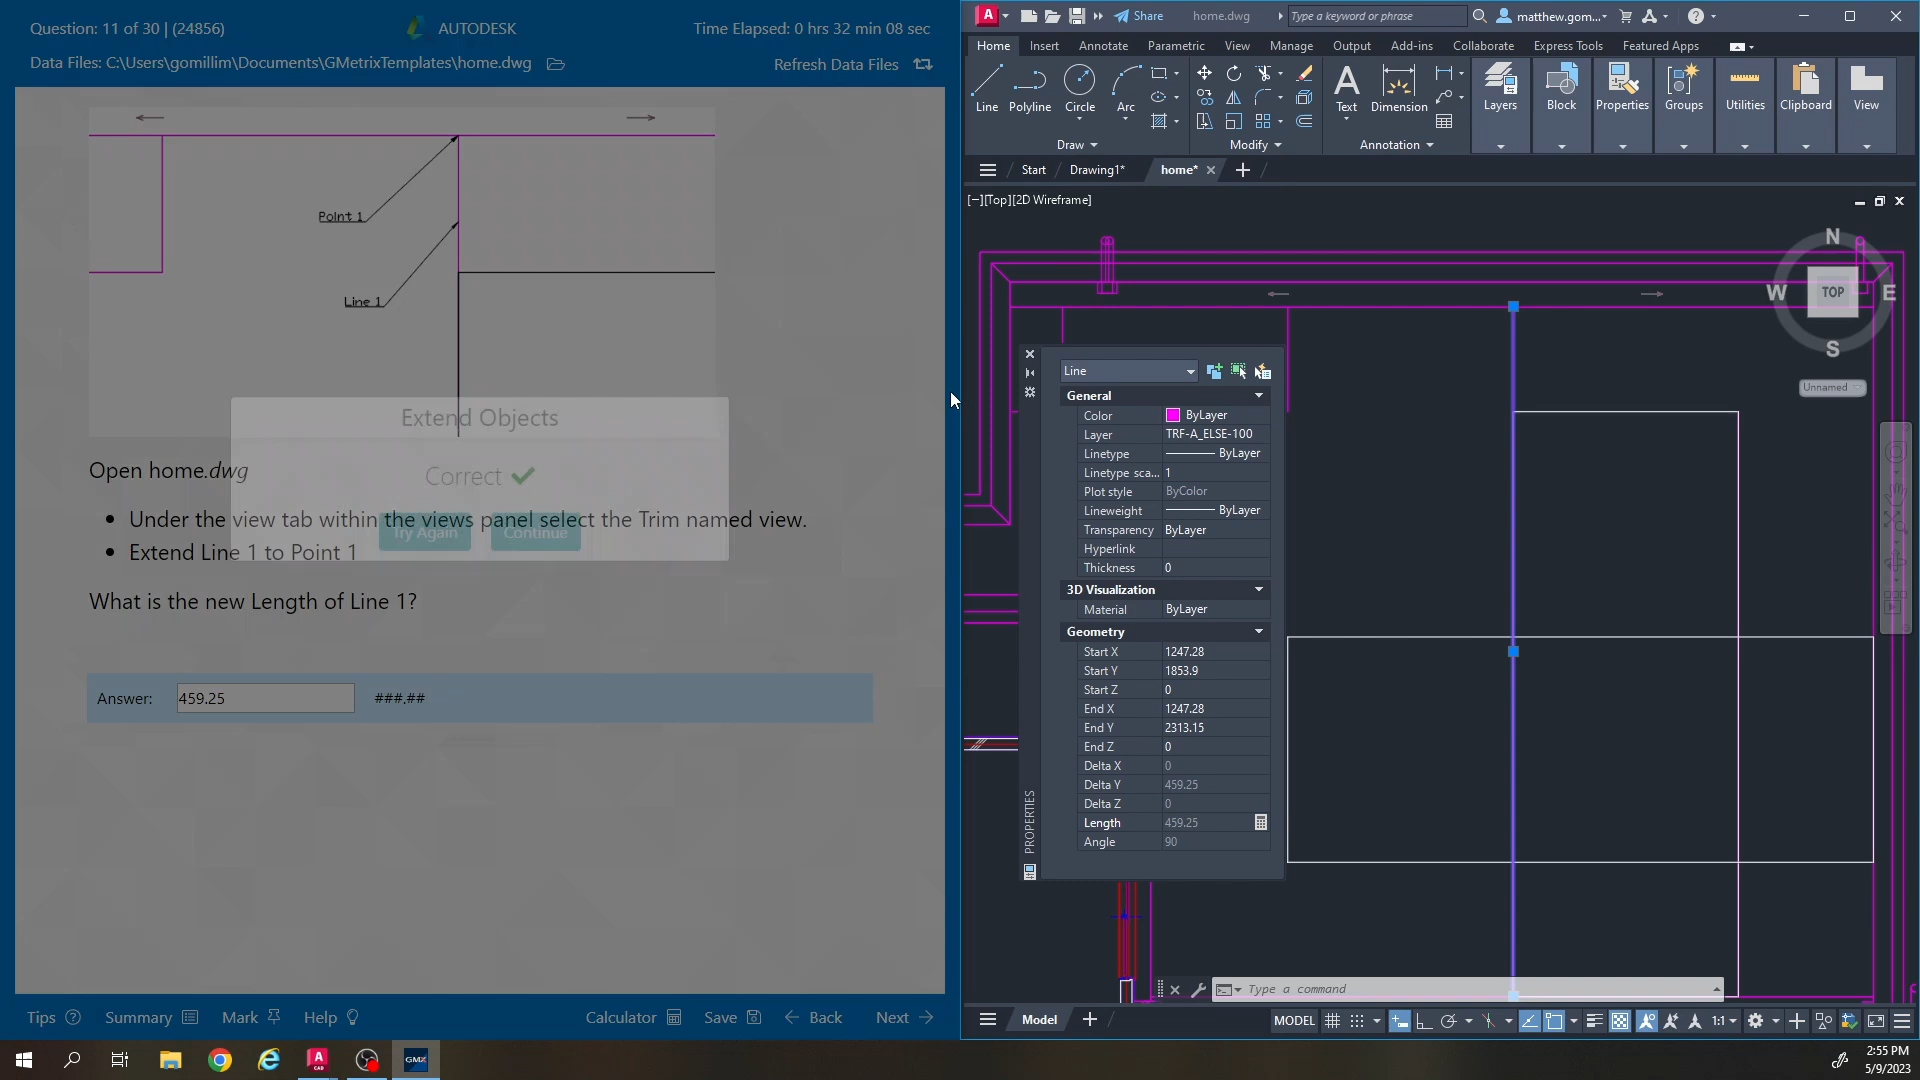 Question: 11 of 30 | (24856)
AUTODESK
Time Elapsed: 0 hrs 32 min 08 sec
Data Files: C:\Users\gomillim\Documents\GMetrixTemplates\home.dwg
Refresh Data Files
Point 1
Line 1
Extend Objects
Correct
Try Again
Continue
Open home.dwg
Under the view tab within the views panel select the Trim named view.
Extend Line 1 to Point 1
What is the new Length of Line 1?
Answer: 459.25 ###.##
Tips
Summary
Mark
Help
Calculator
Save
Back
Next
Share
home.dwg
Type a keyword or phrase
matthew.gom...
Home Insert Annotate Parametric View Manage Output Add-ins Collaborate Express Tools Featured Apps
Line Polyline Circle Arc
Text Dimension
Layers Block Properties Groups Utilities Clipboard View
Draw
Modify
Annotation
Start
Drawing1*
home*
[−][Top][2D Wireframe]
N
W TOP E
S
Unnamed
Line
General
Color ByLayer
Layer TRF-A_ELSE-100
Linetype ByLayer
Linetype sca... 1
Plot style ByColor
Lineweight ByLayer
Transparency ByLayer
Hyperlink
Thickness 0
3D Visualization
Material ByLayer
Geometry
Start X 1247.28
Start Y 1853.9
Start Z 0
End X 1247.28
End Y 2313.15
End Z 0
Delta X 0
Delta Y 459.25
Delta Z 0
Length 459.25
Angle 90
PROPERTIES
Type a command
Model
MODEL
1:1
2:55 PM
5/9/2023